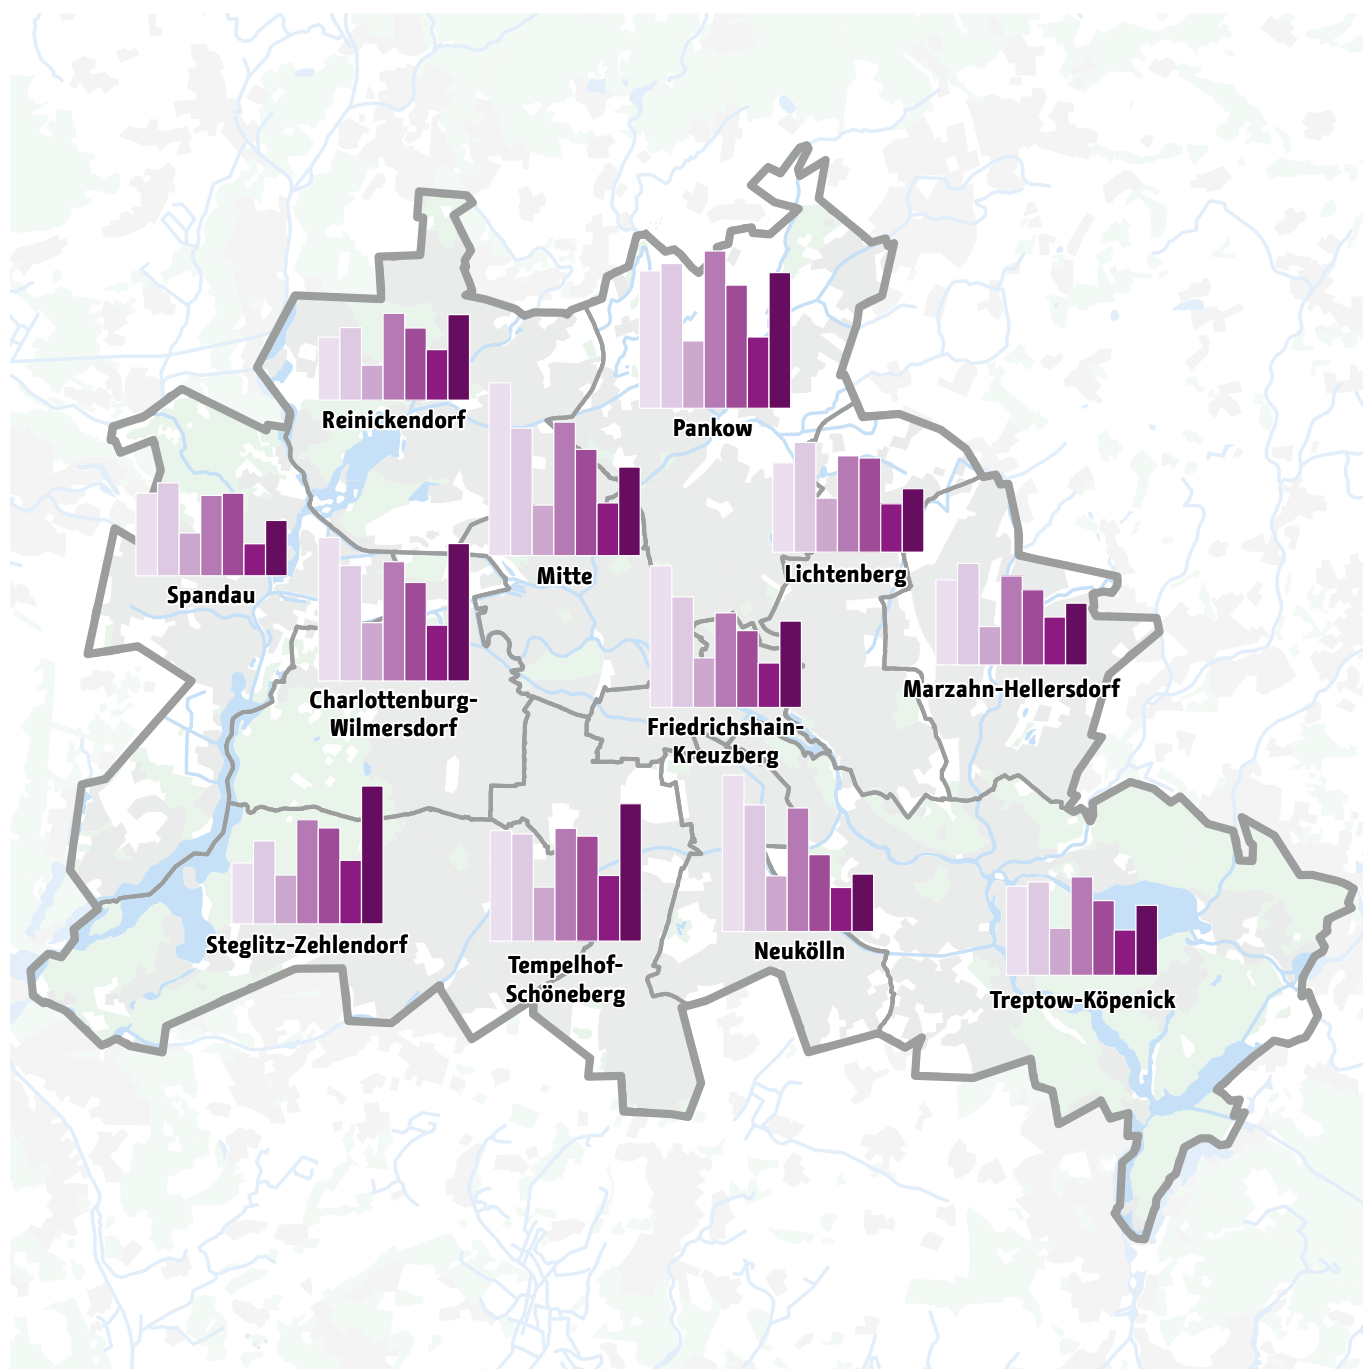 Reinickendorf
Pankow
Mitte
Lichtenberg
Spandau
Marzahn-Hellersdorf
Charlottenburg-
Wilmersdorf
Friedrichshain-
Kreuzberg
Steglitz-Zehlendorf
Tempelhof-
Schöneberg
Neukölln
Treptow-Köpenick